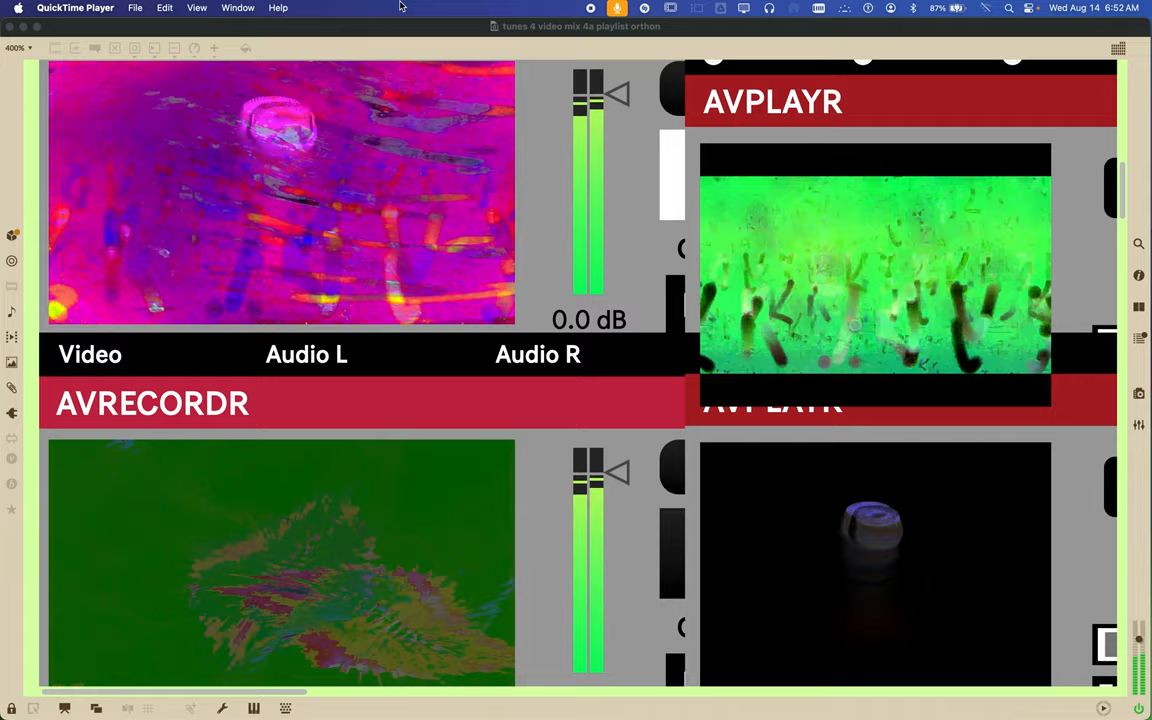 QuickTime Player File Edit View Window Help 87% Wed Aug 14 6:52 AM
tunes 4 video mix 4a playlist orthon
400%
AVPLAYR
0.0 dB
Video Audio L Audio R
AVRECORDR